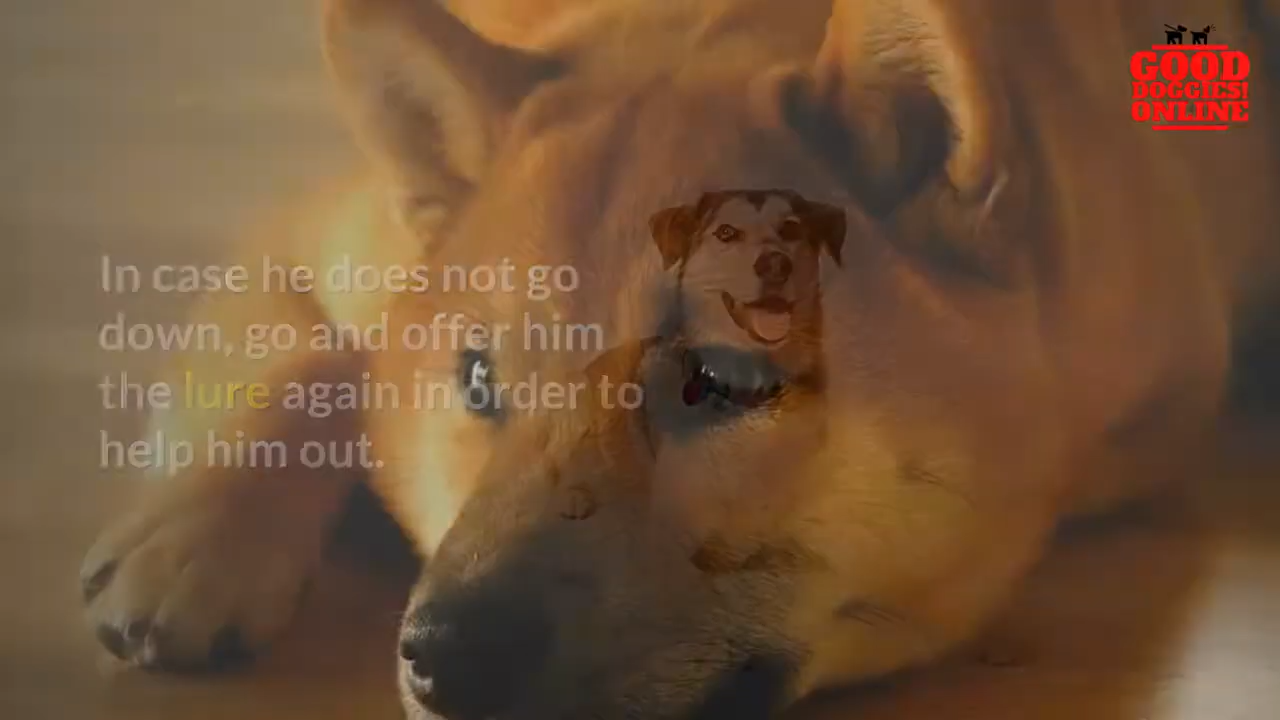 GOOD
DOGGIES!
ONLINE
In case he does not go
down, go and offer him
the lure again in order to
help him out.